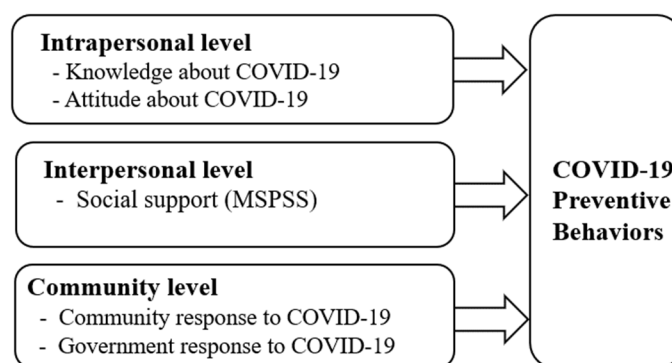 Intrapersonal level
- Knowledge about COVID-19
- Attitude about COVID-19
Interpersonal level
- Social support (MSPSS)
Community level
- Community response to COVID-19
- Government response to COVID-19
COVID-19
Preventive
Behaviors